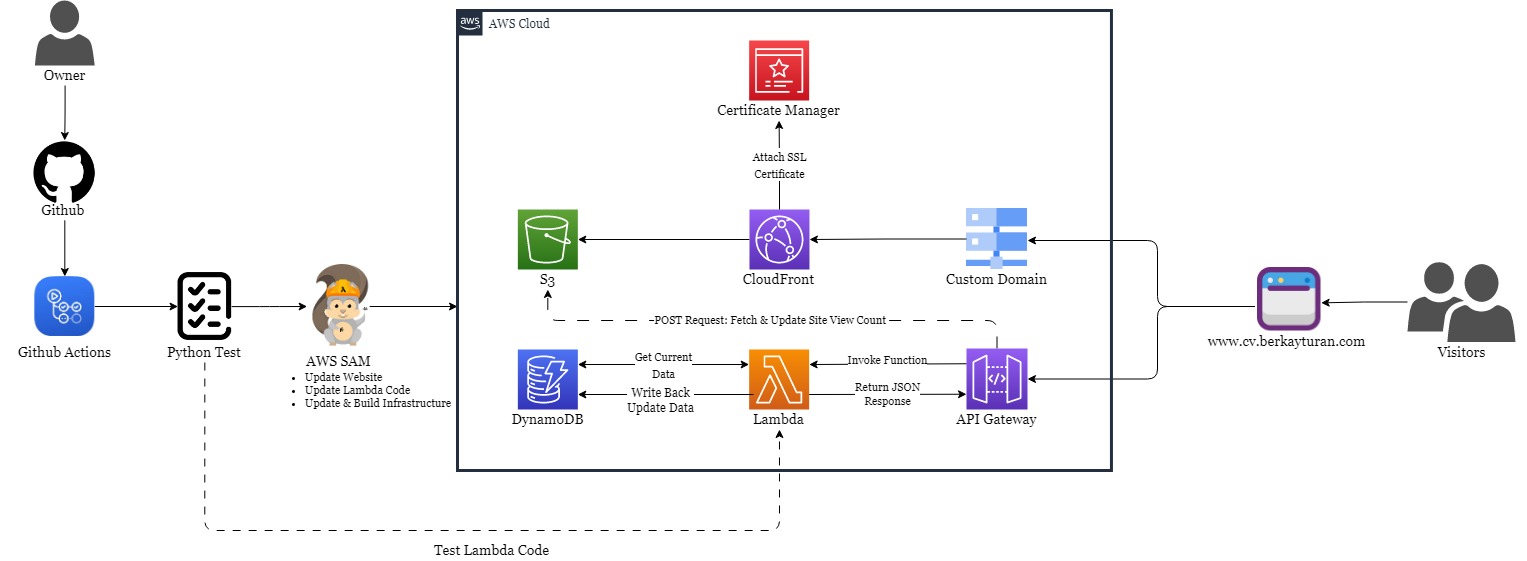 Owner
Github
Github Actions
Python Test
AWS SAM
• Update Website
• Update Lambda Code
• Update & Build Infrastructure
Test Lambda Code
aws
AWS Cloud
Certificate Manager
Attach SSL
Certificate
S3
CloudFront
Custom Domain
POST Request: Fetch & Update Site View Count
Get Current
Data
Write Back
Update Data
Invoke Function
Return JSON
Response
DynamoDB
Lambda
API Gateway
www.cv.berkayturan.com
Visitors